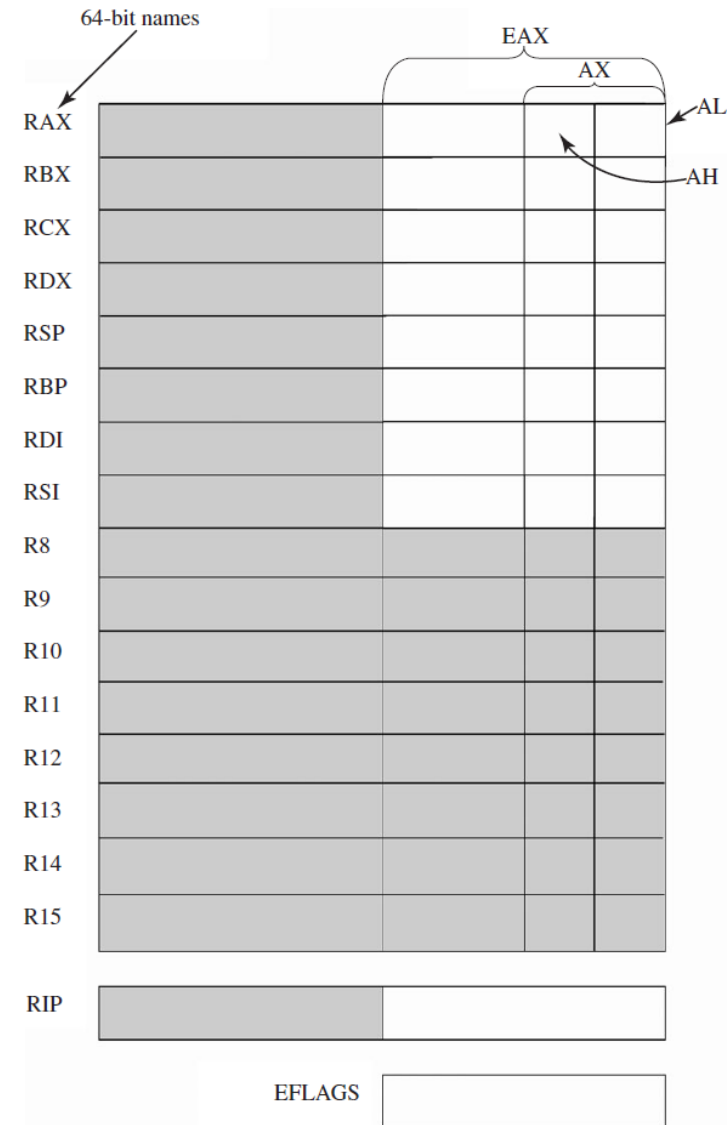 64-bit names
EAX
AX
AL
RAX
AH
RBX
RCX
RDX
RSP
RBP
RDI
RSI
R8
R9
R10
R11
R12
R13
R14
R15
RIP
EFLAGS